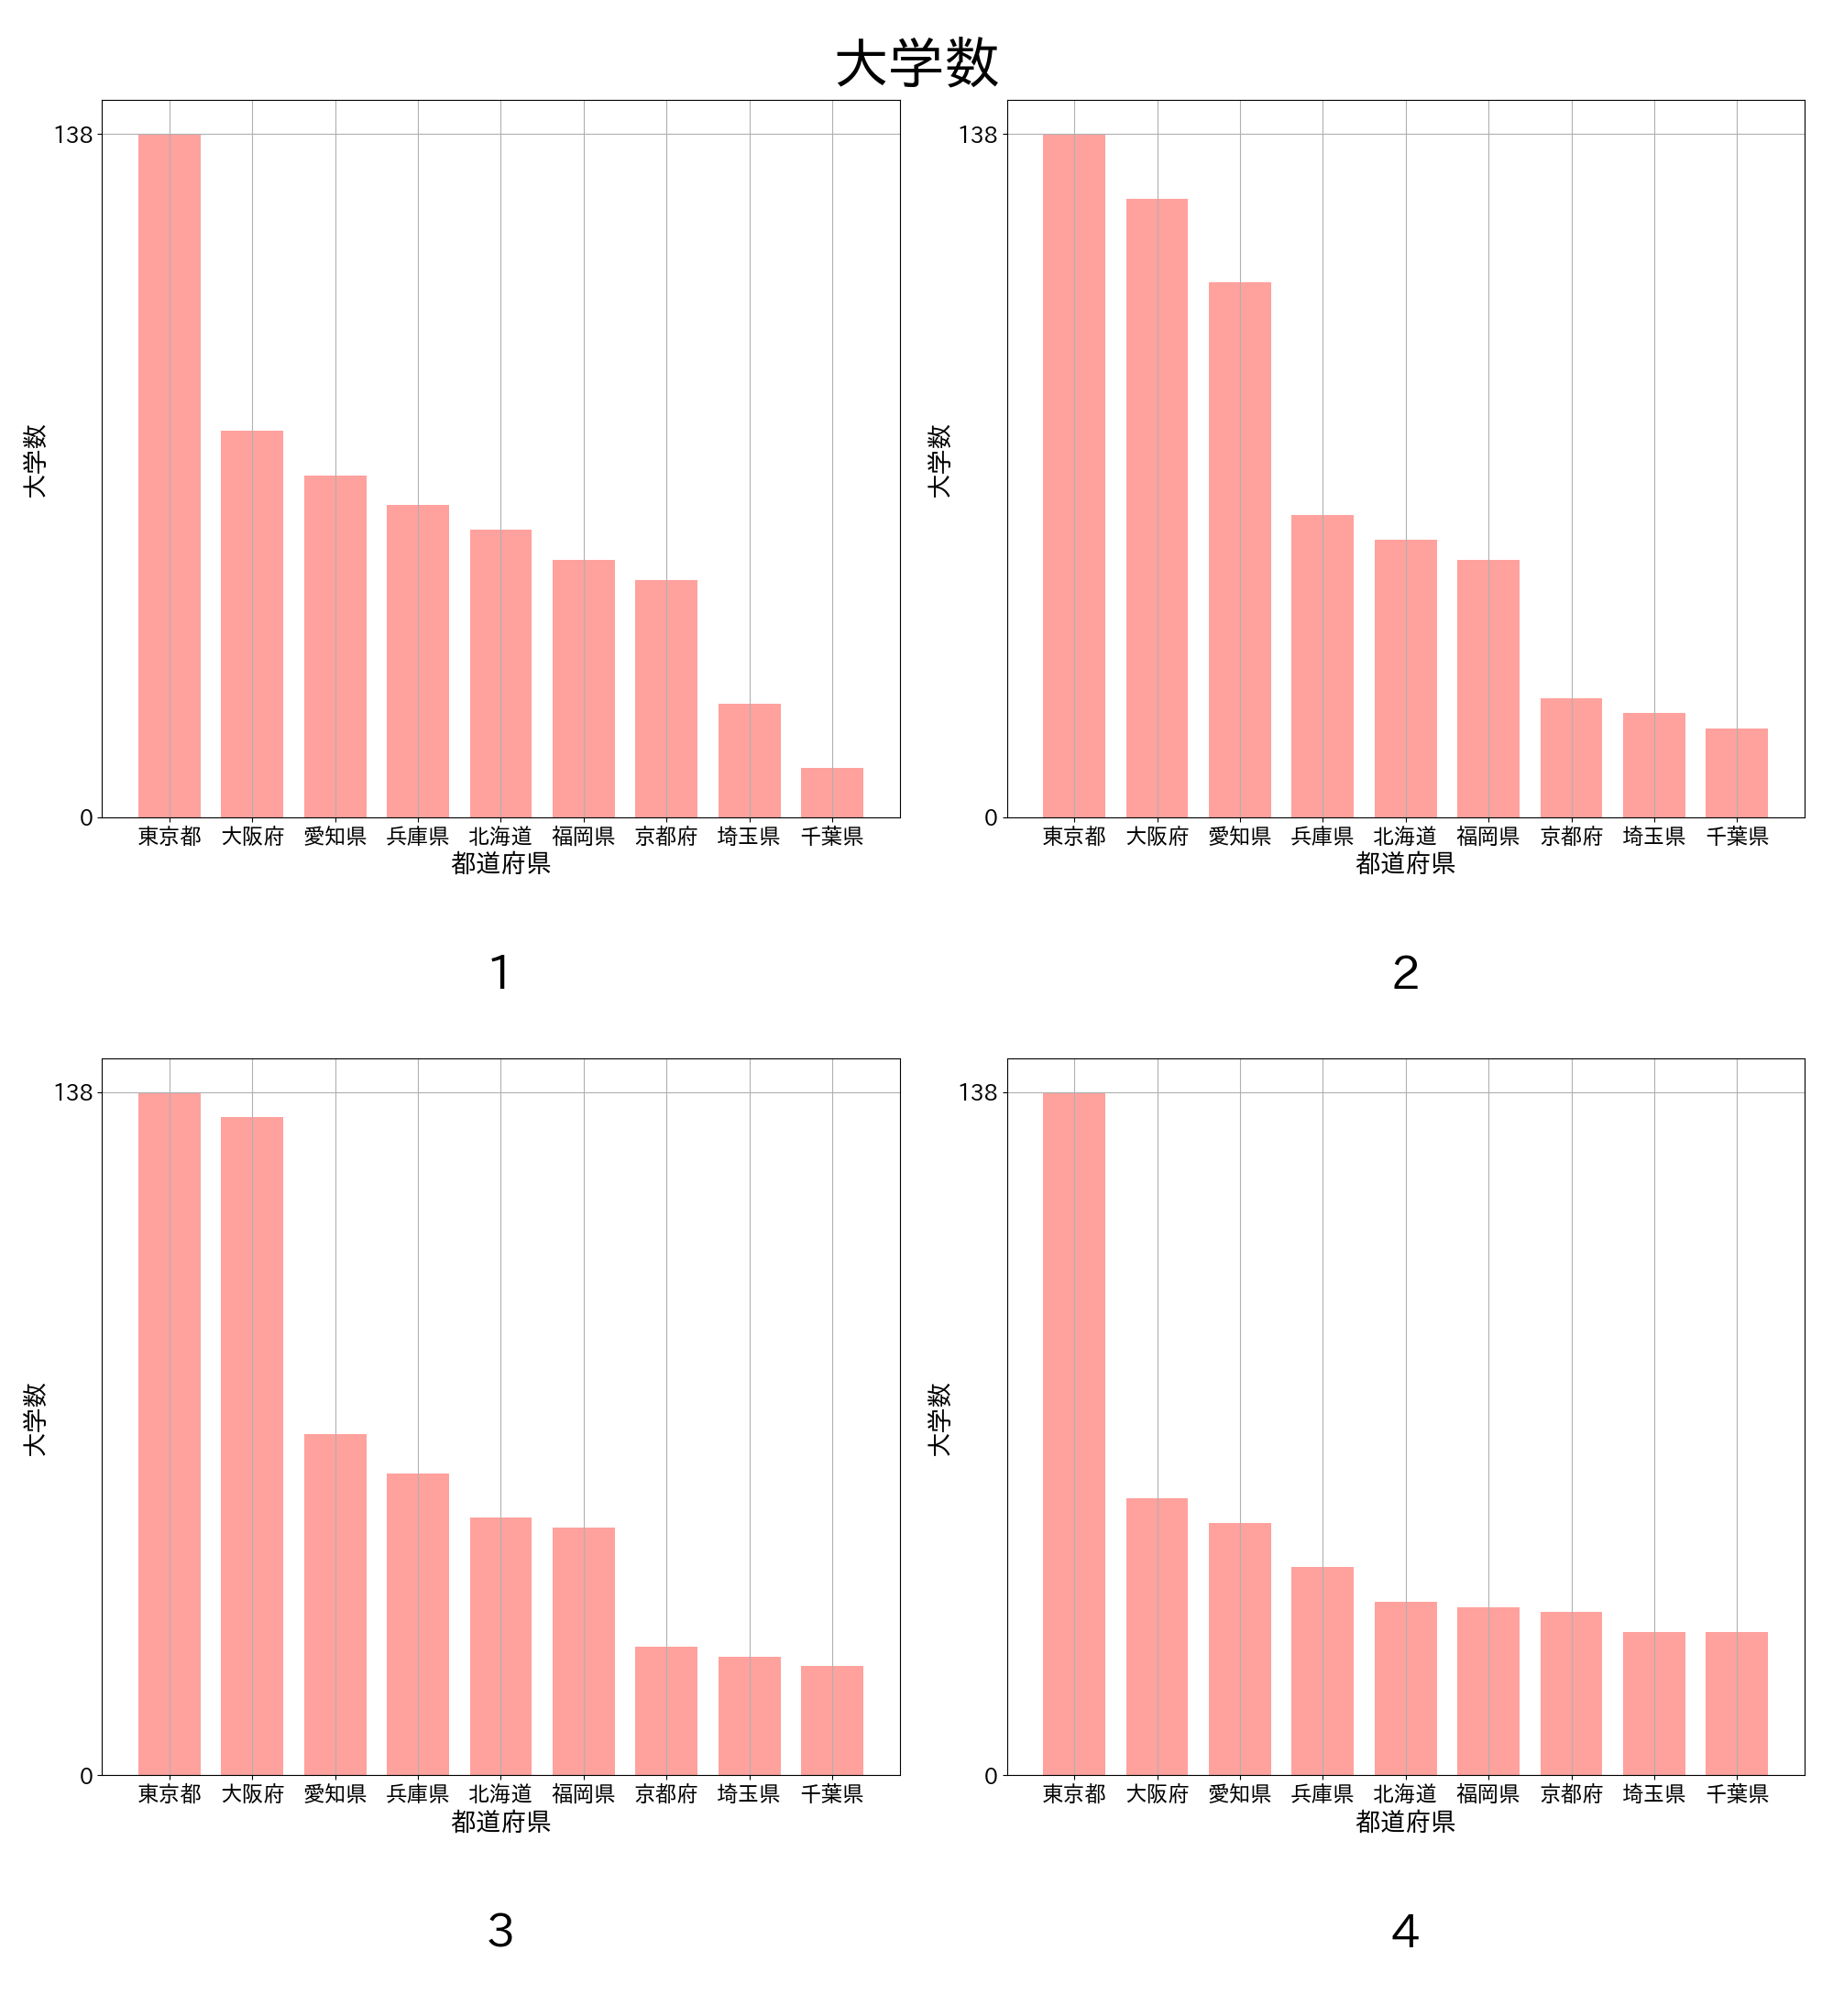 大学数
138
0
大学数
東京都 大阪府 愛知県 兵庫県 北海道 福岡県 京都府 埼玉県 千葉県
都道府県
1
138
0
大学数
東京都 大阪府 愛知県 兵庫県 北海道 福岡県 京都府 埼玉県 千葉県
都道府県
2
138
0
大学数
東京都 大阪府 愛知県 兵庫県 北海道 福岡県 京都府 埼玉県 千葉県
都道府県
3
138
0
大学数
東京都 大阪府 愛知県 兵庫県 北海道 福岡県 京都府 埼玉県 千葉県
都道府県
4